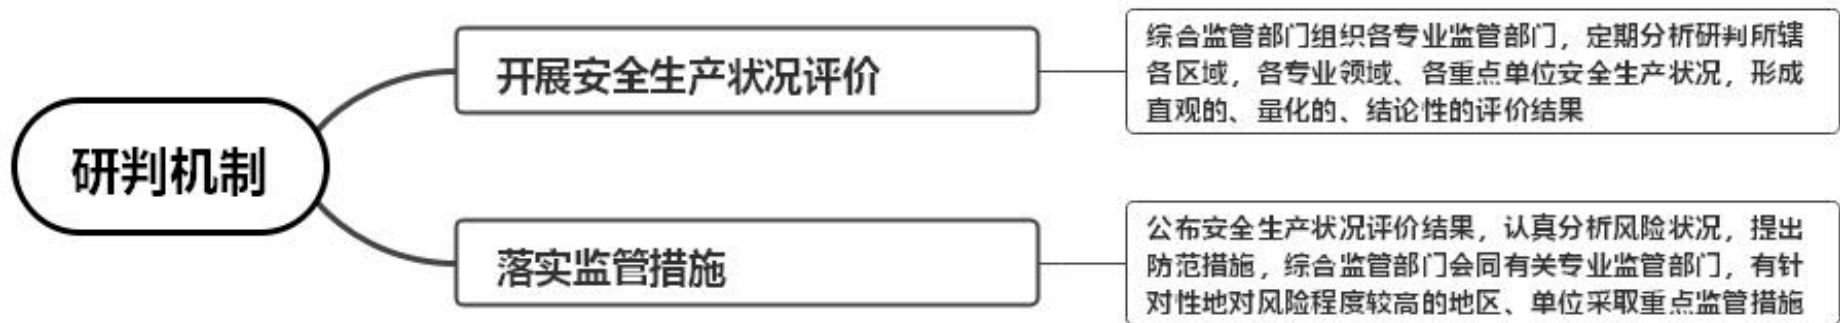 研判机制
开展安全生产状况评价
综合监管部门组织各专业监管部门，定期分析研判所辖
各区域，各专业领域、各重点单位安全生产状况，形成
直观的、量化的、结论性的评价结果
落实监管措施
公布安全生产状况评价结果，认真分析风险状况，提出
防范措施，综合监管部门会同有关专业监管部门，有针
对性地对风险程度较高的地区、单位采取重点监管措施